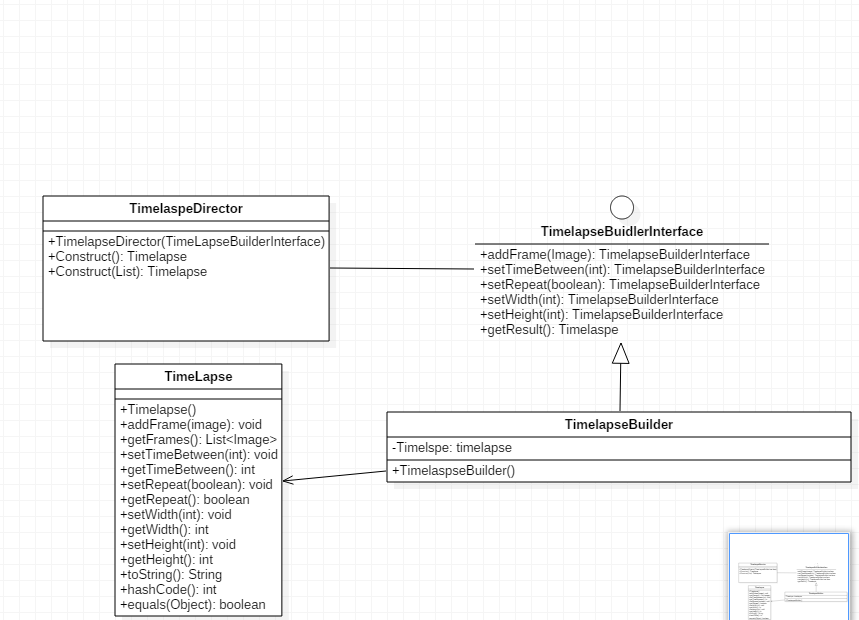 TimelaspeDirector
+TimelapseDirector(TimeLapseBuilderInterface)
+Construct(): Timelapse
+Construct(List): Timelapse
TimelapseBuidlerInterface
+addFrame(Image): TimelapseBuilderInterface
+setTimeBetween(int): TimelapseBuilderInterface
+setRepeat(boolean): TimelapseBuilderInterface
+setWidth(int): TimelapseBuilderInterface
+setHeight(int): TimelapseBuilderInterface
+getResult(): Timelaspe
TimeLapse
+Timelapse()
+addFrame(image): void
+getFrames(): List<Image>
+setTimeBetween(int): void
+getTimeBetween(): int
+setRepeat(boolean): void
+getRepeat(): boolean
+setWidth(int): void
+getWidth(): int
+setHeight(int): void
+getHeight(): int
+toString(): String
+hashCode(): int
+equals(Object): boolean
TimelapseBuilder
-Timelspe: timelapse
+TimelaspseBuilder()